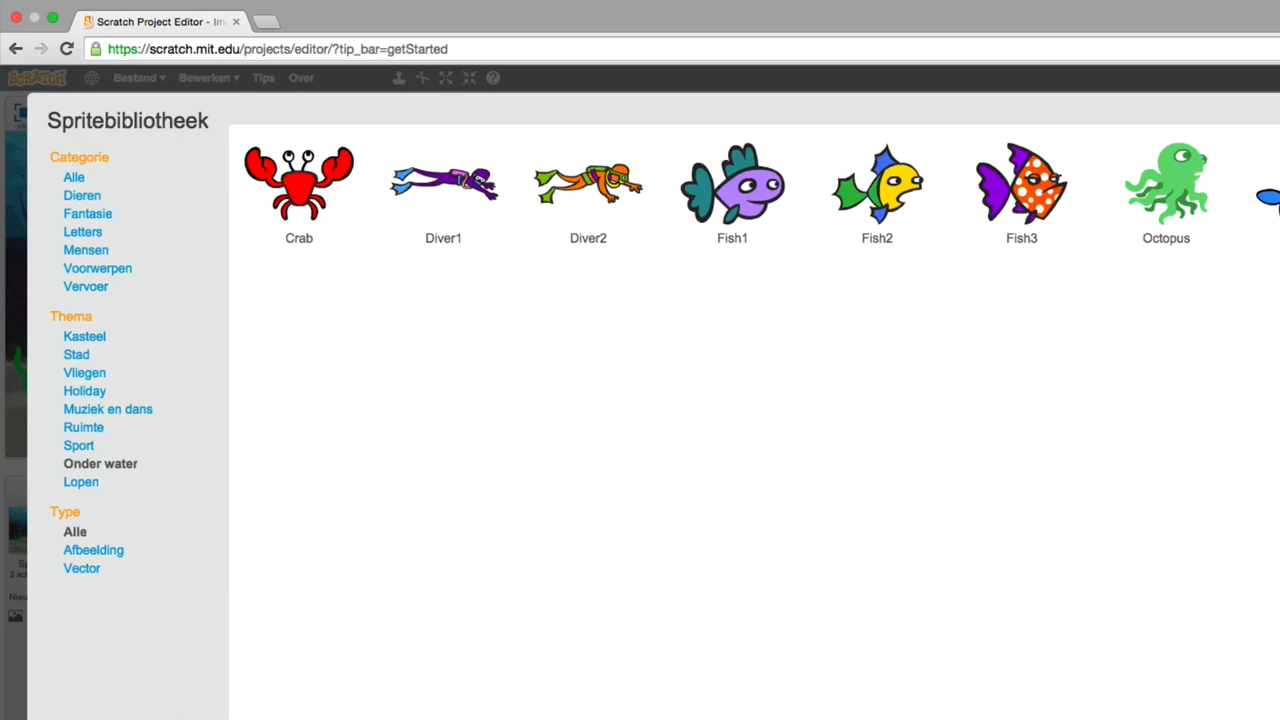 Scratch Project Editor - Im
https://scratch.mit.edu/projects/editor/?tip_bar=getStarted
SCRATCH Bestand Bewerken Tips Over
Spritebibliotheek
Categorie
Alle
Dieren
Fantasie
Letters
Mensen
Voorwerpen
Vervoer
Thema
Kasteel
Stad
Vliegen
Holiday
Muziek en dans
Ruimte
Sport
Onder water
Lopen
Type
Alle
Afbeelding
Vector
Crab Diver1 Diver2 Fish1 Fish2 Fish3 Octopus
Nieu